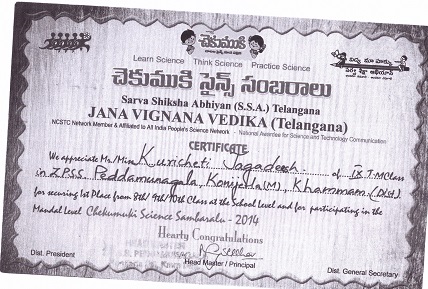 చెకుముకి
Learn Science Think Science Practice Science
చెకుముకి సైన్స్ సంబరాలు
Sarva Shiksha Abhiyan (S.S.A.) Telangana
JANA VIGNANA VEDIKA (Telangana)
NCSTC Network Member & Affiliated to All India People's Science Network National Awardee for Science and Technology Communication
CERTIFICATE
We appreciate Mr./Miss Kuricheti Jagadeesh of IX T.M Class
in Z.P.S.S. Peddamunagala, Konijerla (M), Khammam (Dist).
for securing 1st Place from 8th/ 9th/10th Class at the School Level and for participating in the
Mandal Level Chekumuki Science Sambaralu - 2014
Hearty Congratulations
Dist. President Head Master / Principal Dist. General Secretary